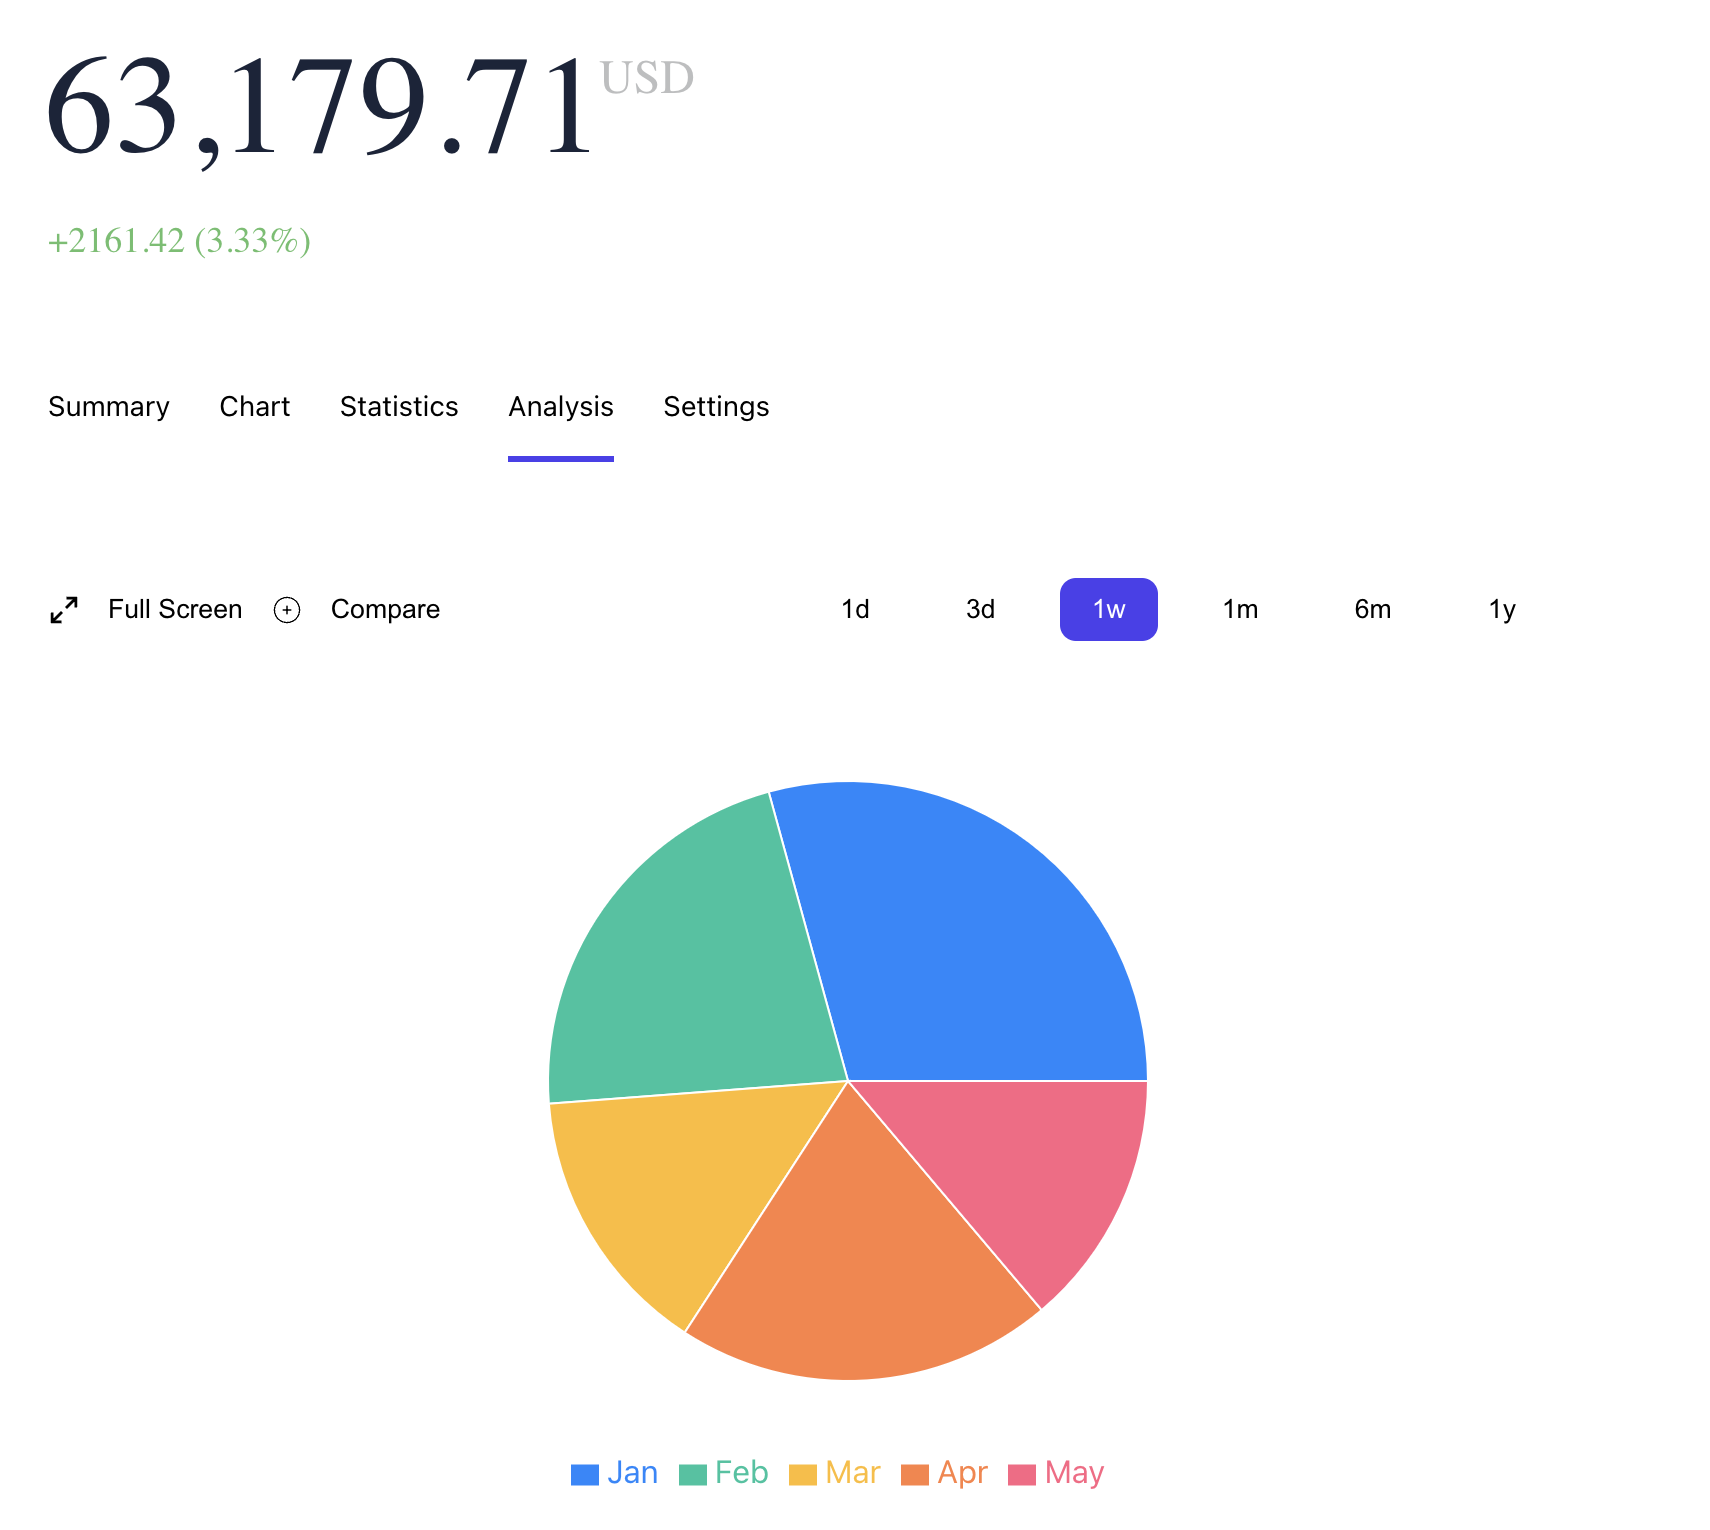 63,179.71 USD
+2161.42 (3.33%)
Summary Chart Statistics Analysis Settings
Full Screen Compare 1d 3d 1w 1m 6m 1y
Jan Feb Mar Apr May